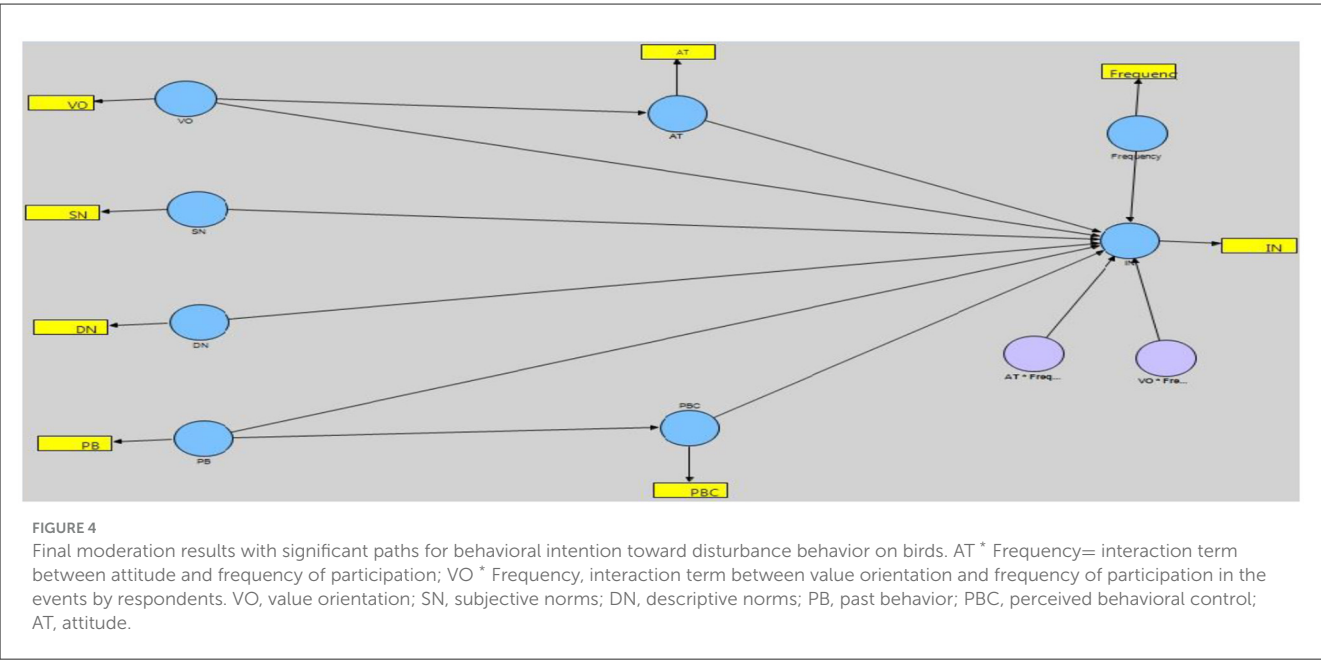 AT
Frequenc
VO
VO
AT
Frequency
SN
SN
IN
IN
DN
DN
AT * Freq...
VO * Fre...
PBC
PB
PB
PBC
FIGURE 4
Final moderation results with significant paths for behavioral intention toward disturbance behavior on birds. AT * Frequency= interaction term
between attitude and frequency of participation; VO * Frequency, interaction term between value orientation and frequency of participation in the
events by respondents. VO, value orientation; SN, subjective norms; DN, descriptive norms; PB, past behavior; PBC, perceived behavioral control;
AT, attitude.